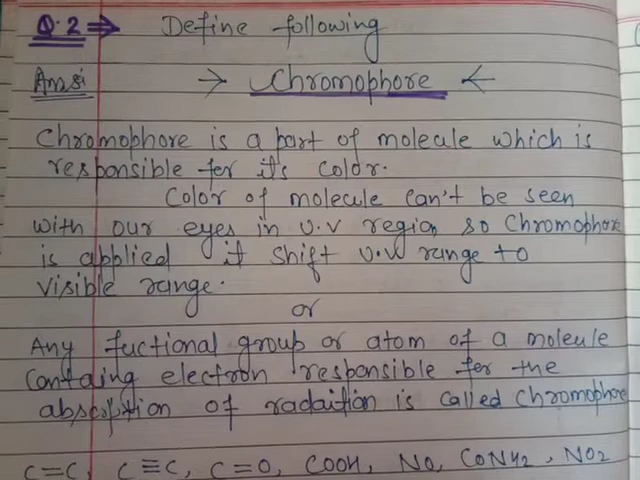 Q.2 ⇒ Define following
Ans: → Chromophore ←
Chromophore is a part of molecule which is
responsible for it's color.
Color of molecule can't be seen
with our eyes in U.V region so Chromophore
is applied it shift U.V range to
visible range.
or
Any fuctional group or atom of a moleule
Containg electron responsible for the
absorption of radaition is called Chromophore
C=C, C≡C, C=O, COOH, NO, CONH2, NO2